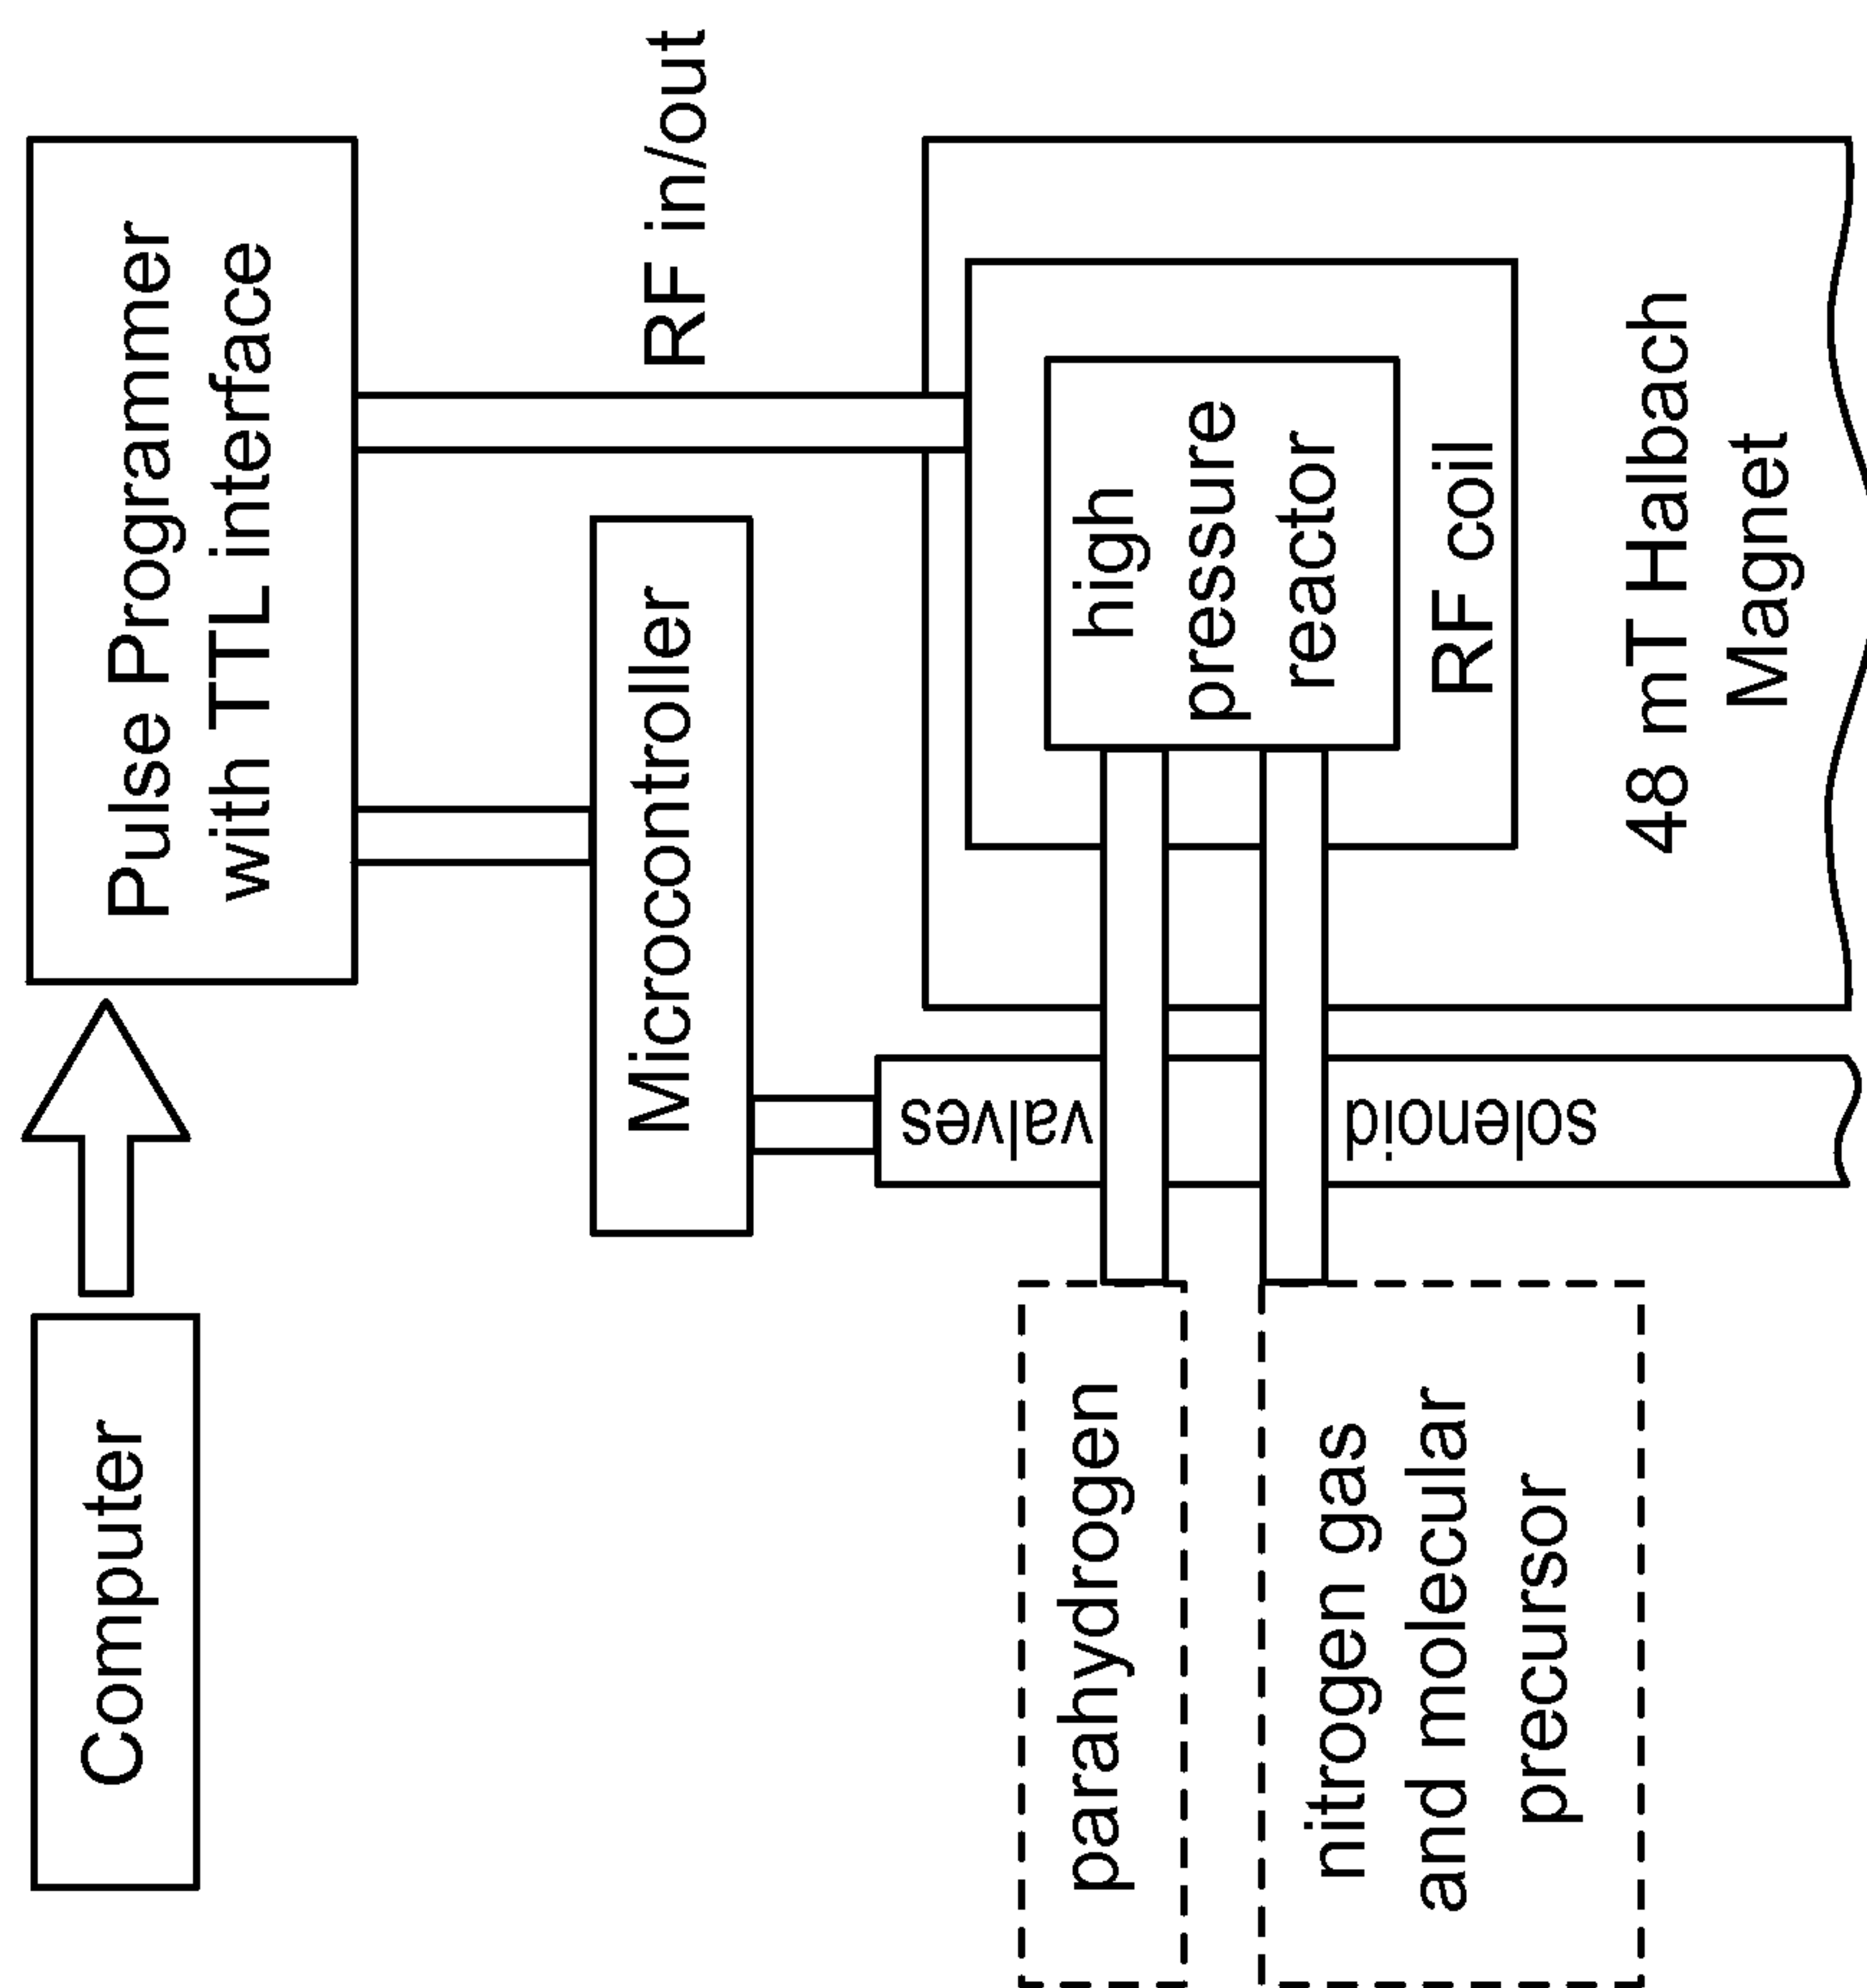 Computer
Pulse Programmer
with TTL interface
RF in/out
Microcontroller
solenoid
valves
parahydrogen
nitrogen gas
and molecular
precursor
high
pressure
reactor
RF coil
48 mT Halbach
Magnet